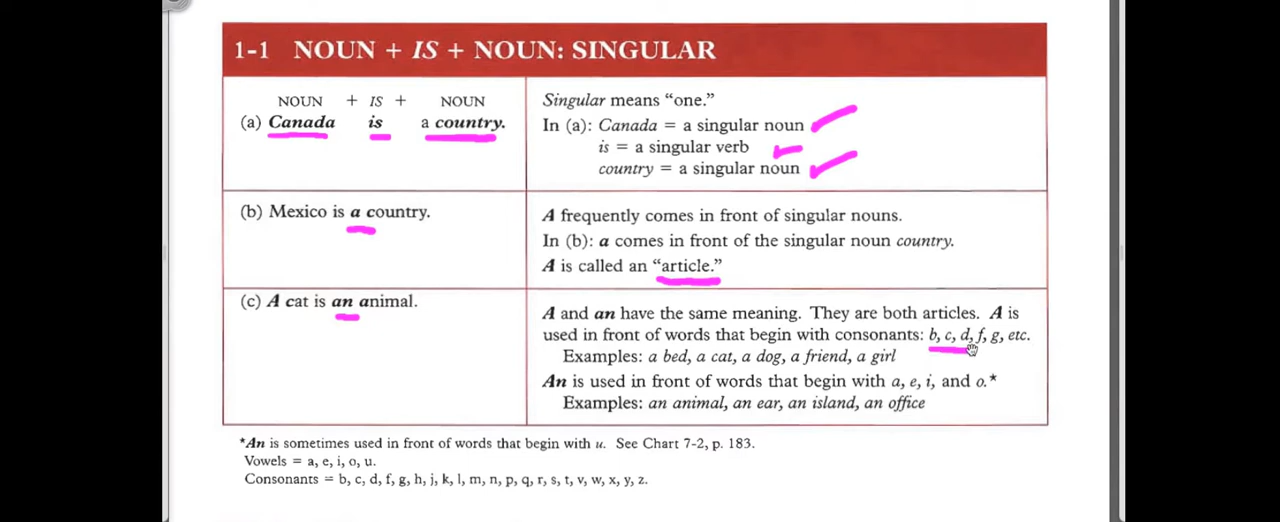 1-1 NOUN + IS + NOUN: SINGULAR
NOUN + IS + NOUN
(a) Canada is a country.
Singular means “one.”
In (a): Canada = a singular noun
is = a singular verb
country = a singular noun
(b) Mexico is a country.
A frequently comes in front of singular nouns.
In (b): a comes in front of the singular noun country.
A is called an “article.”
(c) A cat is an animal.
A and an have the same meaning. They are both articles. A is
used in front of words that begin with consonants: b, c, d, f, g, etc.
Examples: a bed, a cat, a dog, a friend, a girl
An is used in front of words that begin with a, e, i, and o.*
Examples: an animal, an ear, an island, an office
*An is sometimes used in front of words that begin with u. See Chart 7-2, p. 183.
Vowels = a, e, i, o, u.
Consonants = b, c, d, f, g, h, j, k, l, m, n, p, q, r, s, t, v, w, x, y, z.